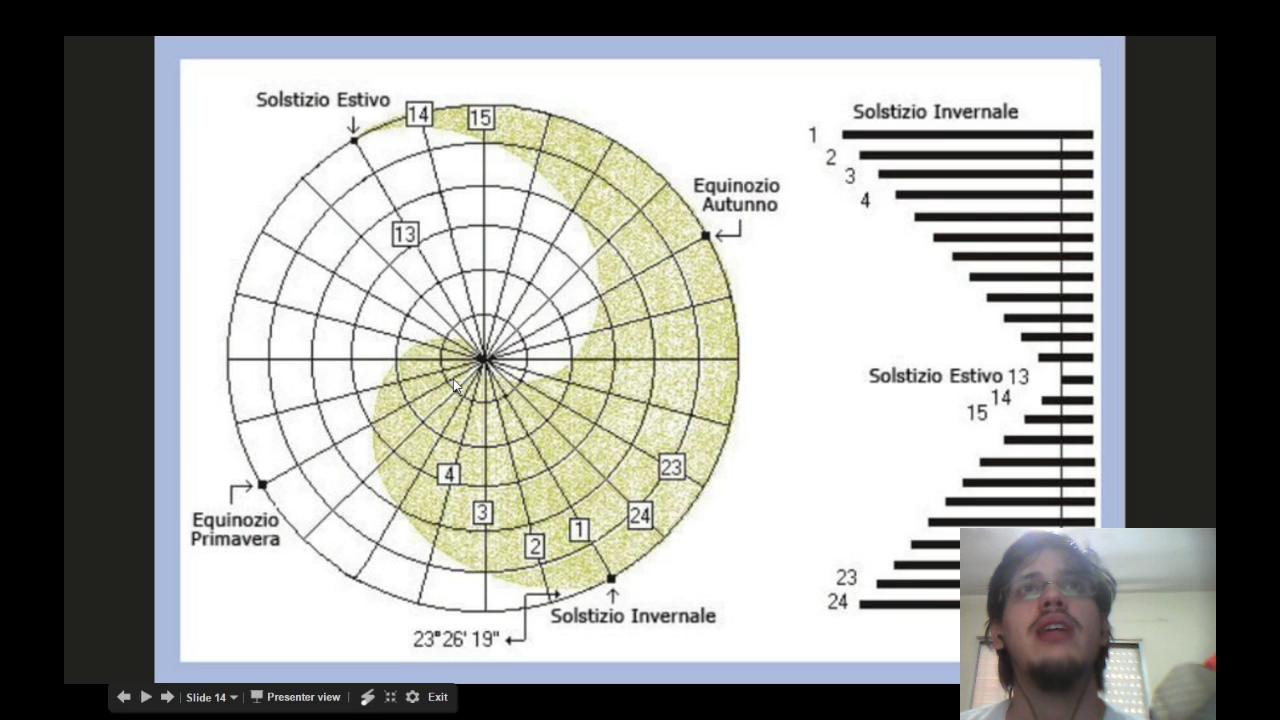 Solstizio Estivo
14
15
13
Equinozio
Autunno
Equinozio
Primavera
4
3
2
1
24
23
Solstizio Invernale
23°26' 19"
Solstizio Invernale
1
2
3
4
Solstizio Estivo 13
14
15
23
24
Slide 14
Presenter view
Exit